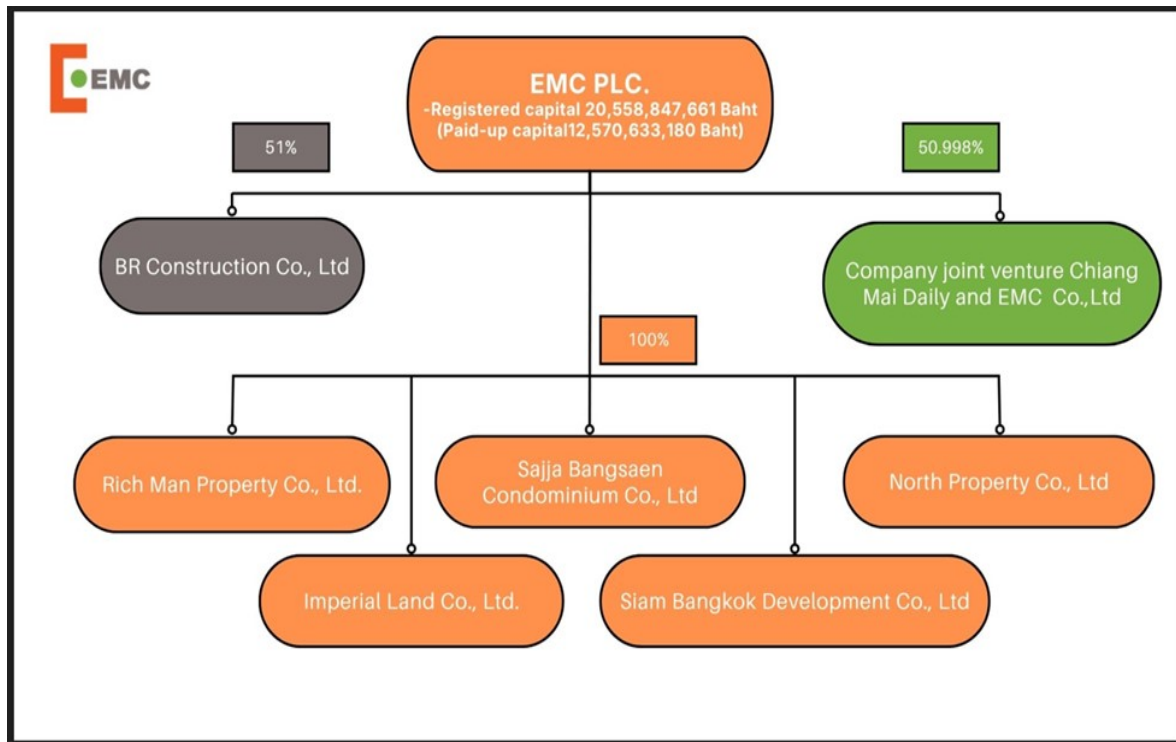 EMC
EMC PLC.
-Registered capital 20,558,847,661 Baht
(Paid-up capital12,570,633,180 Baht)
51%
50.998%
BR Construction Co., Ltd
Company joint venture Chiang
Mai Daily and EMC Co.,Ltd
100%
Rich Man Property Co., Ltd.
Sajja Bangsaen
Condominium Co., Ltd
North Property Co., Ltd
Imperial Land Co., Ltd.
Siam Bangkok Development Co., Ltd